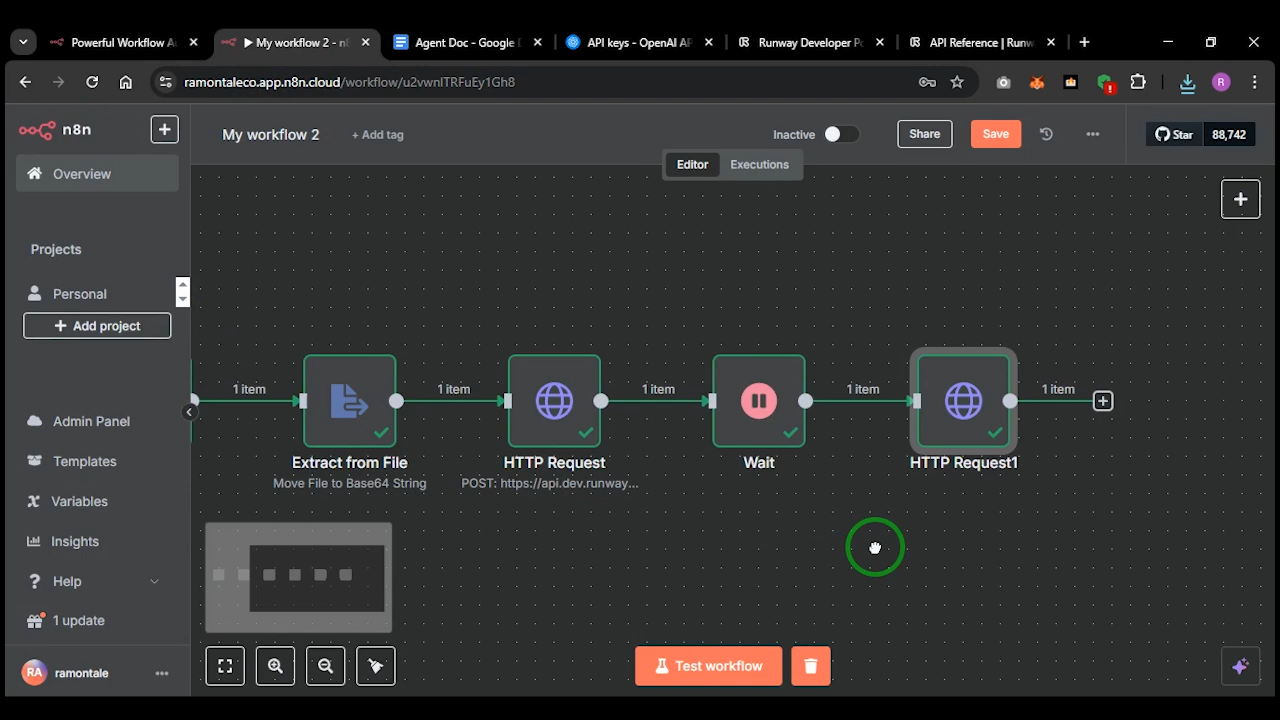 Powerful Workflow Au
My workflow 2 - n8
Agent Doc - Google D
API keys - OpenAI AP
Runway Developer Po
API Reference | Runw
ramontaleco.app.n8n.cloud/workflow/u2vwnITRFuEy1Gh8
R
n8n
My workflow 2
+ Add tag
Inactive
Share
Save
Star
88,742
Editor
Executions
Overview
Projects
Personal
+ Add project
Admin Panel
Templates
Variables
Insights
Help
1 update
RA
ramontale
1 item
1 item
1 item
1 item
1 item
Extract from File
Move File to Base64 String
HTTP Request
POST: https://api.dev.runway...
Wait
HTTP Request1
Test workflow